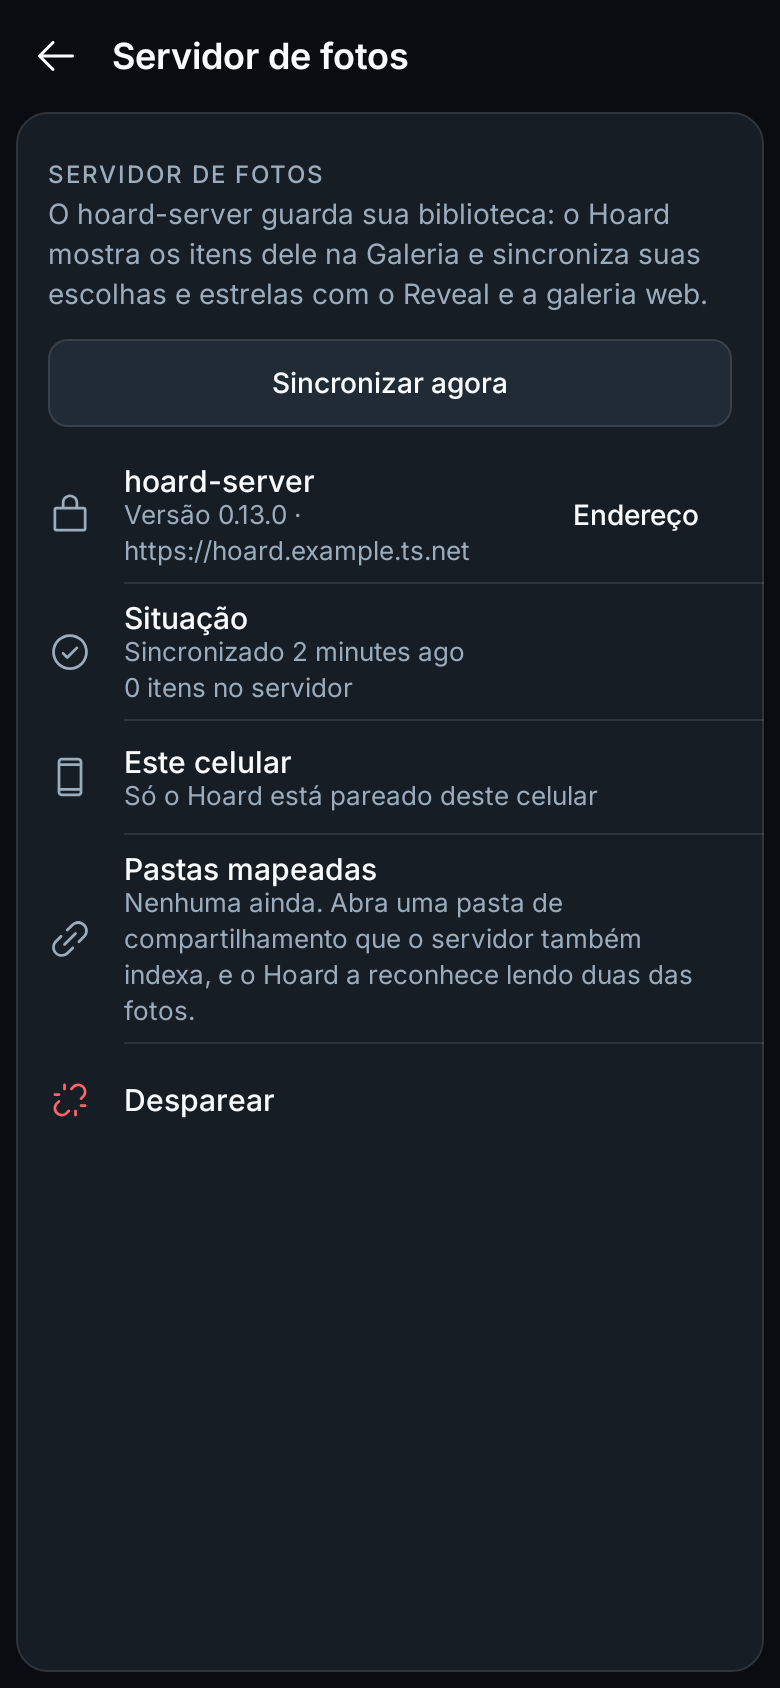 Servidor de fotos
SERVIDOR DE FOTOS
O hoard-server guarda sua biblioteca: o Hoard
mostra os itens dele na Galeria e sincroniza suas
escolhas e estrelas com o Reveal e a galeria web.
Sincronizar agora
hoard-server
Versão 0.13.0 ·
https://hoard.example.ts.net
Endereço
Situação
Sincronizado 2 minutes ago
0 itens no servidor
Este celular
Só o Hoard está pareado deste celular
Pastas mapeadas
Nenhuma ainda. Abra uma pasta de
compartilhamento que o servidor também
indexa, e o Hoard a reconhece lendo duas das
fotos.
Desparear